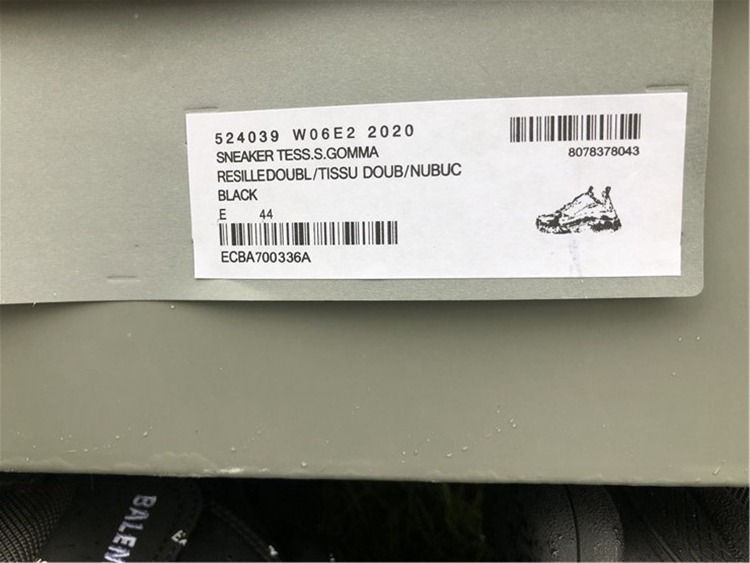 524039 W06E2 2020
SNEAKER TESS.S.GOMMA
RESILLEDOUBL/TISSU DOUB/NUBUC
BLACK
E 44
ECBA700336A
8078378043
BALEN